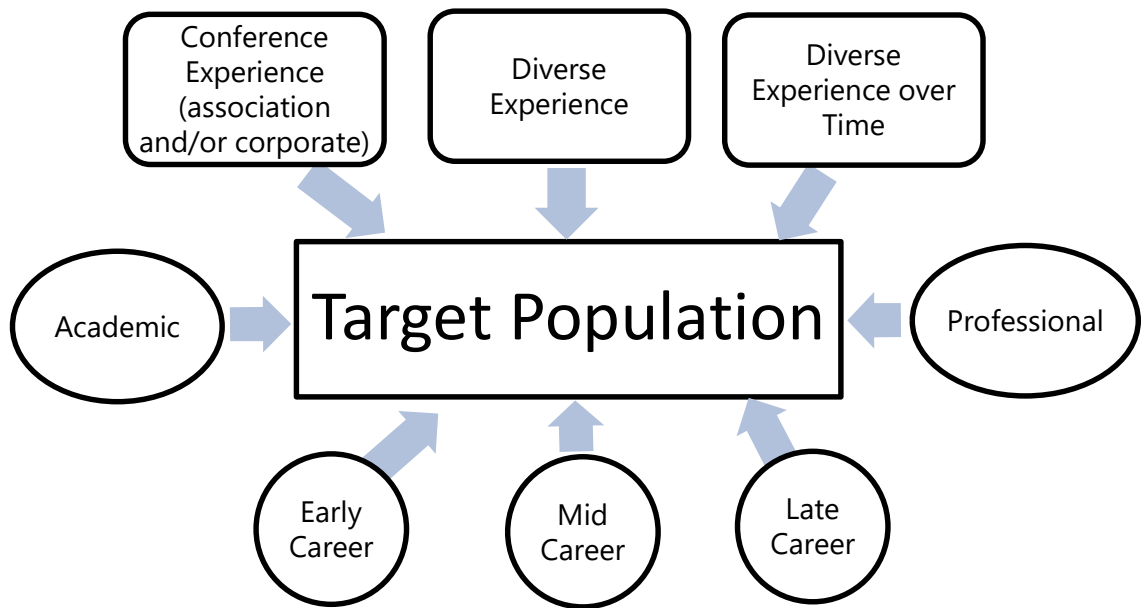 Conference
Experience
(association
and/or corporate)
Diverse
Experience
Diverse
Experience over
Time
Academic
Target Population
Professional
Early
Career
Mid
Career
Late
Career